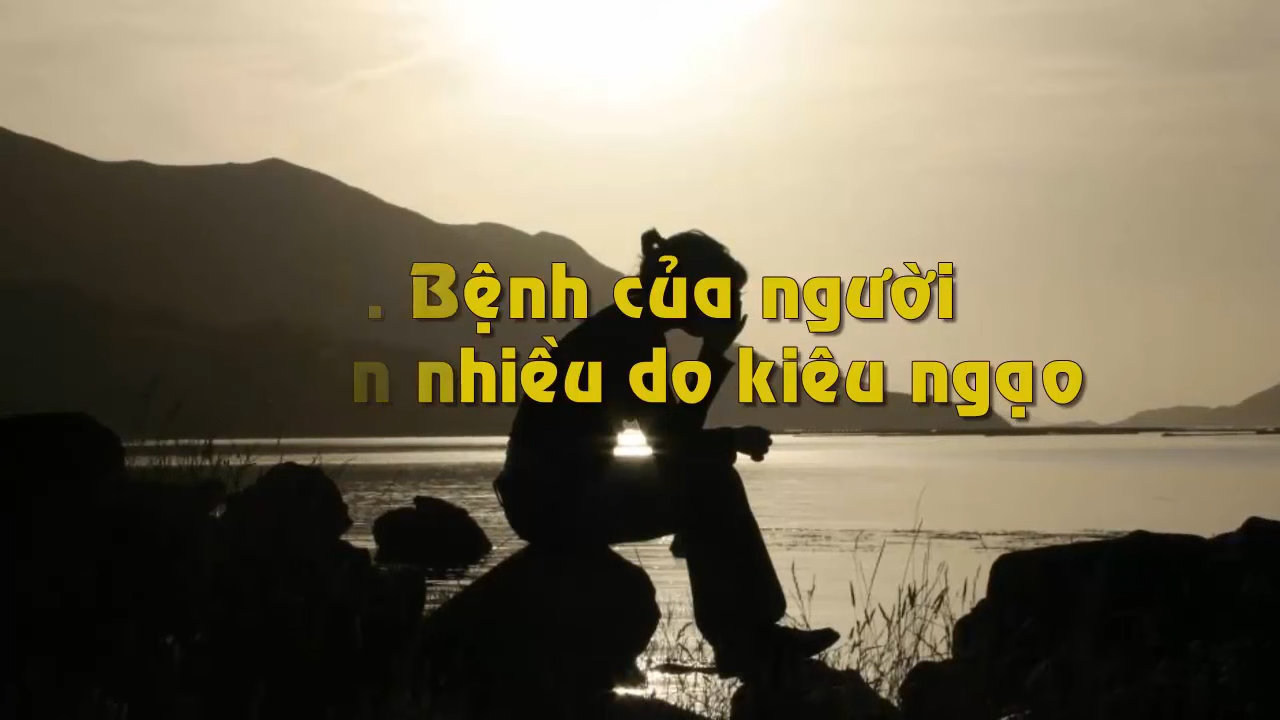 . Bệnh của người
n nhiều do kiêu ngạo